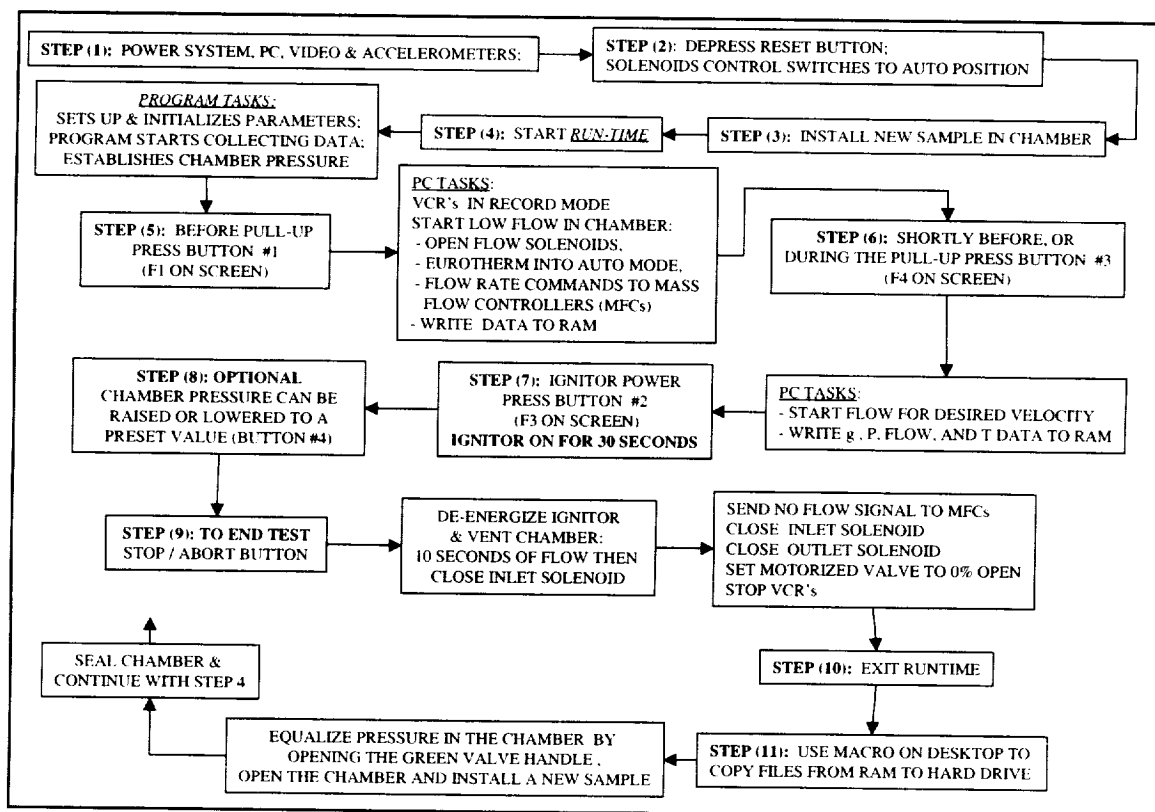 STEP (1): POWER SYSTEM, PC, VIDEO & ACCELEROMETERS;
STEP (2): DEPRESS RESET BUTTON;
SOLENOIDS CONTROL SWITCHES TO AUTO POSITION
STEP (3): INSTALL NEW SAMPLE IN CHAMBER
STEP (4): START RUN-TIME
PROGRAM TASKS:
SETS UP & INITIALIZES PARAMETERS;
PROGRAM STARTS COLLECTING DATA;
ESTABLISHES CHAMBER PRESSURE
STEP (5): BEFORE PULL-UP
PRESS BUTTON #1
(F1 ON SCREEN)
PC TASKS:
VCR's IN RECORD MODE
START LOW FLOW IN CHAMBER:
- OPEN FLOW SOLENOIDS,
- EUROTHERM INTO AUTO MODE,
- FLOW RATE COMMANDS TO MASS
FLOW CONTROLLERS (MFCs)
- WRITE DATA TO RAM
STEP (6): SHORTLY BEFORE, OR
DURING THE PULL-UP PRESS BUTTON #3
(F4 ON SCREEN)
PC TASKS:
- START FLOW FOR DESIRED VELOCITY
- WRITE g , P, FLOW, AND T DATA TO RAM
STEP (7): IGNITOR POWER
PRESS BUTTON #2
(F3 ON SCREEN)
IGNITOR ON FOR 30 SECONDS
STEP (8): OPTIONAL
CHAMBER PRESSURE CAN BE
RAISED OR LOWERED TO A
PRESET VALUE (BUTTON #4)
STEP (9): TO END TEST
STOP / ABORT BUTTON
DE-ENERGIZE IGNITOR
& VENT CHAMBER:
10 SECONDS OF FLOW THEN
CLOSE INLET SOLENOID
SEND NO FLOW SIGNAL TO MFCs
CLOSE INLET SOLENOID
CLOSE OUTLET SOLENOID
SET MOTORIZED VALVE TO 0% OPEN
STOP VCR's
STEP (10): EXIT RUNTIME
STEP (11): USE MACRO ON DESKTOP TO
COPY FILES FROM RAM TO HARD DRIVE
EQUALIZE PRESSURE IN THE CHAMBER BY
OPENING THE GREEN VALVE HANDLE ,
OPEN THE CHAMBER AND INSTALL A NEW SAMPLE
SEAL CHAMBER &
CONTINUE WITH STEP 4